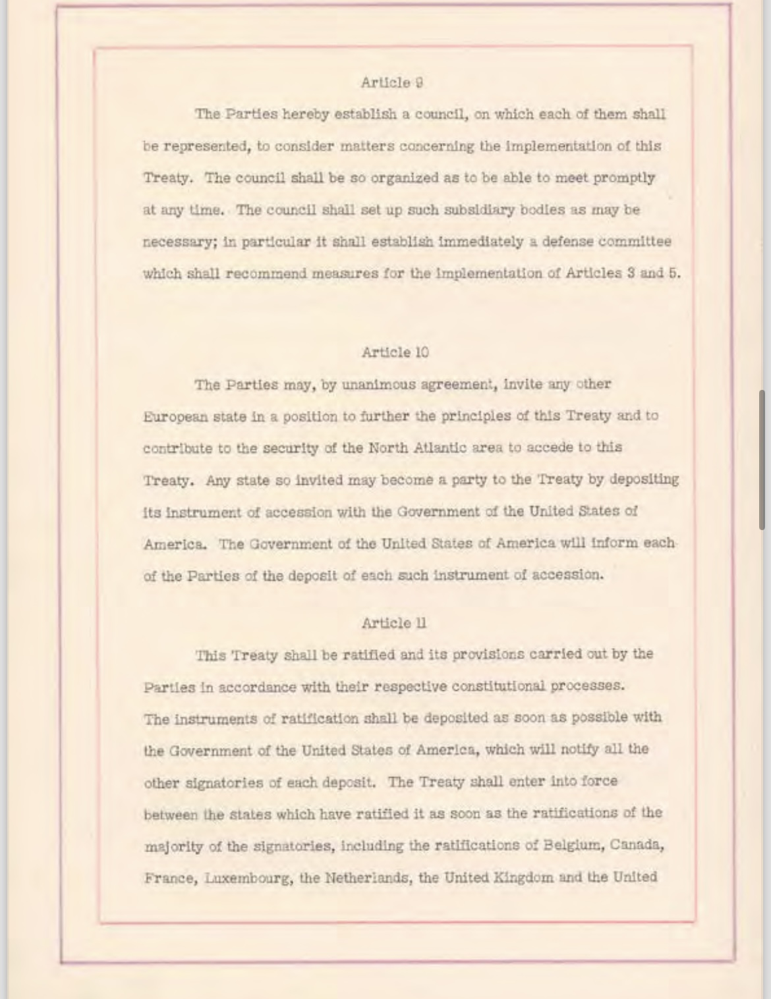 Article 9
The Parties hereby establish a council, on which each of them shall
be represented, to consider matters concerning the implementation of this
Treaty. The council shall be so organized as to be able to meet promptly
at any time. The council shall set up such subsidiary bodies as may be
necessary; in particular it shall establish immediately a defense committee
which shall recommend measures for the implementation of Articles 3 and 5.
Article 10
The Parties may, by unanimous agreement, invite any other
European state in a position to further the principles of this Treaty and to
contribute to the security of the North Atlantic area to accede to this
Treaty. Any state so invited may become a party to the Treaty by depositing
its instrument of accession with the Government of the United States of
America. The Government of the United States of America will inform each
of the Parties of the deposit of each such instrument of accession.
Article 11
This Treaty shall be ratified and its provisions carried out by the
Parties in accordance with their respective constitutional processes.
The instruments of ratification shall be deposited as soon as possible with
the Government of the United States of America, which will notify all the
other signatories of each deposit. The Treaty shall enter into force
between the states which have ratified it as soon as the ratifications of the
majority of the signatories, including the ratifications of Belgium, Canada,
France, Luxembourg, the Netherlands, the United Kingdom and the United